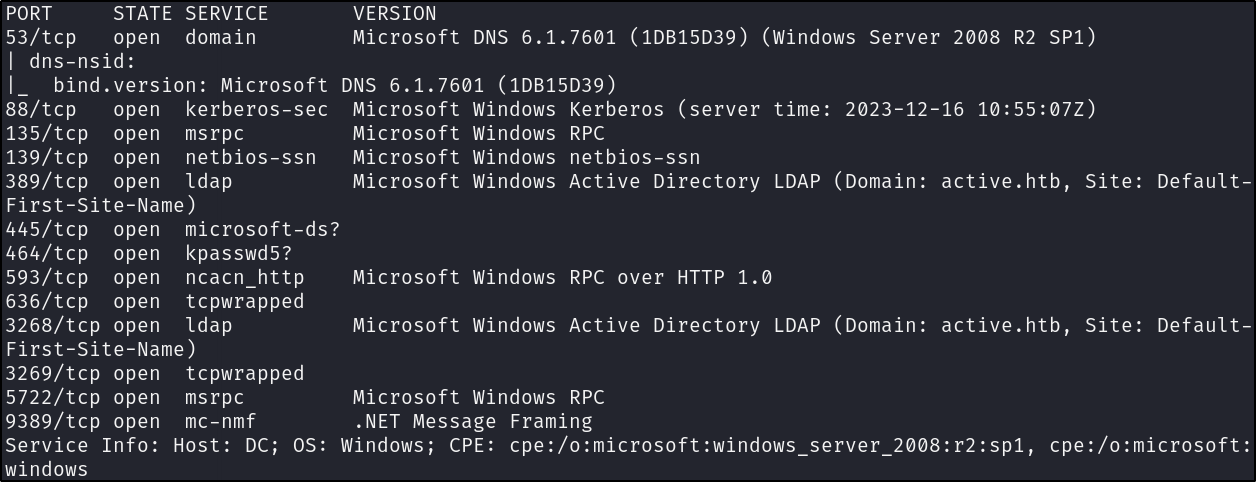 PORT     STATE SERVICE       VERSION
53/tcp   open  domain        Microsoft DNS 6.1.7601 (1DB15D39) (Windows Server 2008 R2 SP1)
| dns-nsid:
|_  bind.version: Microsoft DNS 6.1.7601 (1DB15D39)
88/tcp   open  kerberos-sec  Microsoft Windows Kerberos (server time: 2023-12-16 10:55:07Z)
135/tcp  open  msrpc         Microsoft Windows RPC
139/tcp  open  netbios-ssn   Microsoft Windows netbios-ssn
389/tcp  open  ldap          Microsoft Windows Active Directory LDAP (Domain: active.htb, Site: Default-
First-Site-Name)
445/tcp  open  microsoft-ds?
464/tcp  open  kpasswd5?
593/tcp  open  ncacn_http    Microsoft Windows RPC over HTTP 1.0
636/tcp  open  tcpwrapped
3268/tcp open  ldap          Microsoft Windows Active Directory LDAP (Domain: active.htb, Site: Default-
First-Site-Name)
3269/tcp open  tcpwrapped
5722/tcp open  msrpc         Microsoft Windows RPC
9389/tcp open  mc-nmf        .NET Message Framing
Service Info: Host: DC; OS: Windows; CPE: cpe:/o:microsoft:windows_server_2008:r2:sp1, cpe:/o:microsoft:
windows